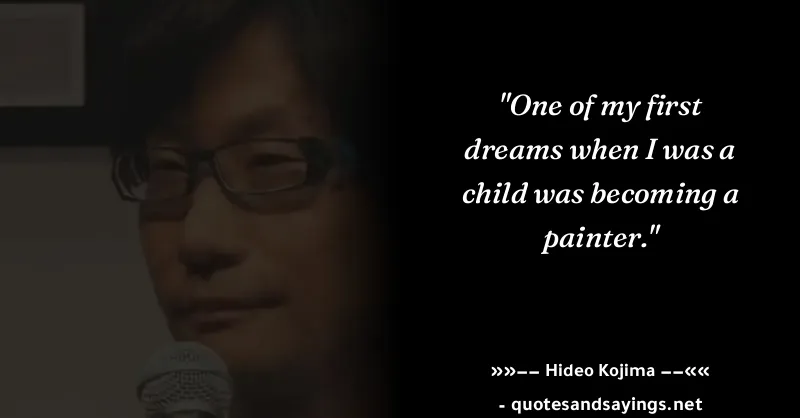 "One of my first
dreams when I was a
child was becoming a
painter."
»»−− Hideo Kojima −−««
- quotesandsayings.net